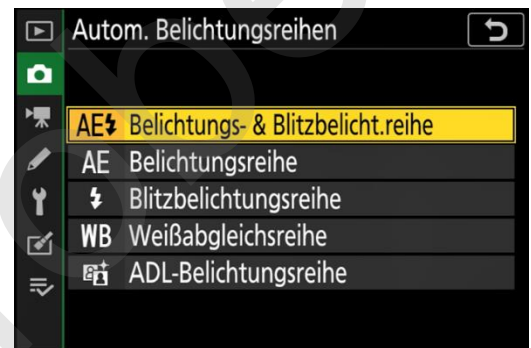 Autom. Belichtungsreihen
AE Belichtungs- & Blitzbelicht.reihe
AE Belichtungsreihe
Blitzbelichtungsreihe
WB Weißabgleichsreihe
ADL-Belichtungsreihe